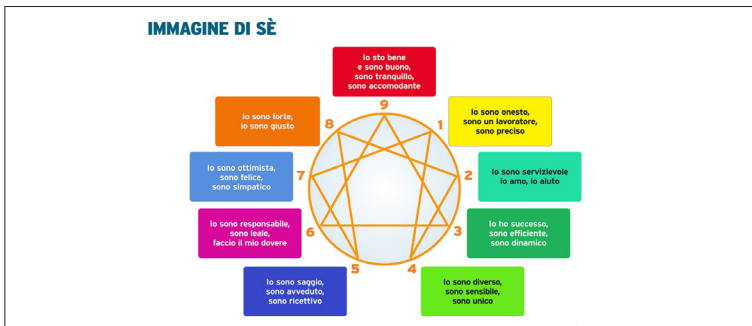 IMMAGINE DI SÈ
Io sto bene
e sono buono,
sono tranquillo,
sono accomodante
9
Io sono forte,
io sono giusto
8
1
Io sono onesto,
sono un lavoratore,
sono preciso
Io sono ottimista,
sono felice,
sono simpatico
7
2
Io sono servizievole
io amo, io aiuto
Io sono responsabile,
sono leale,
faccio il mio dovere
6
3
Io ho successo,
sono efficiente,
sono dinamico
Io sono saggio,
sono avveduto,
sono ricettivo
5
4
Io sono diverso,
sono sensibile,
sono unico